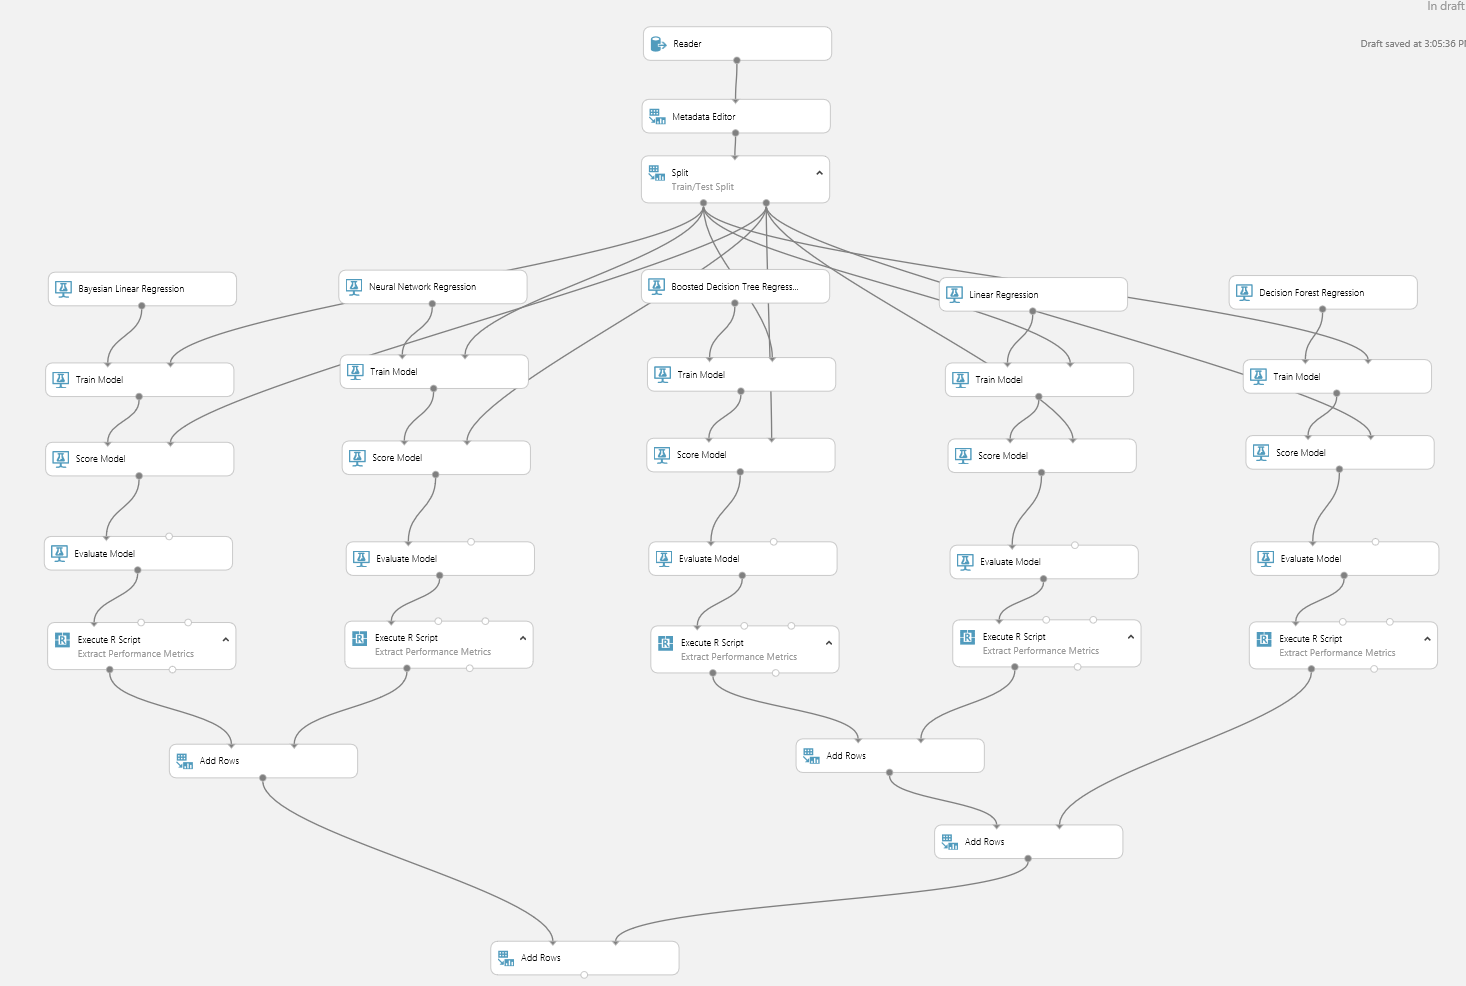 In draft
Draft saved at 3:05:36 P
Reader
Metadata Editor
Split
Train/Test Split
Bayesian Linear Regression
Neural Network Regression
Boosted Decision Tree Regress...
Linear Regression
Decision Forest Regression
Train Model
Train Model
Train Model
Train Model
Train Model
Score Model
Score Model
Score Model
Score Model
Score Model
Evaluate Model
Evaluate Model
Evaluate Model
Evaluate Model
Evaluate Model
Execute R Script
Extract Performance Metrics
Execute R Script
Extract Performance Metrics
Execute R Script
Extract Performance Metrics
Execute R Script
Extract Performance Metrics
Execute R Script
Extract Performance Metrics
Add Rows
Add Rows
Add Rows
Add Rows